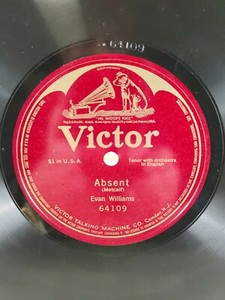 64109
"HIS MASTER'S VOICE"
Victor
$1 in U.S.A.
Tenor with orchestra
in English
Absent
(Metcalf)
Evan Williams
64109
VICTOR TALKING MACHINE CO. Camden, N.J.